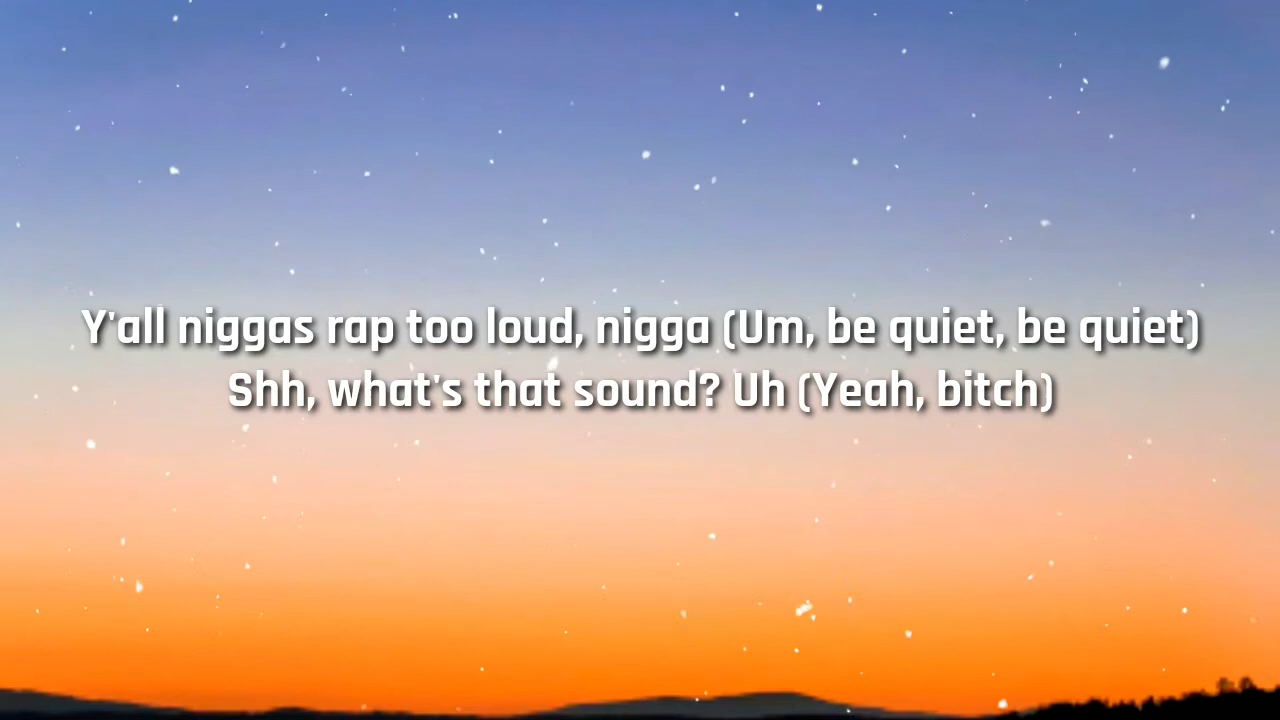 Y'all niggas rap too loud, nigga (Um, be quiet, be quiet)
Shh, what's that sound? Uh (Yeah, bitch)